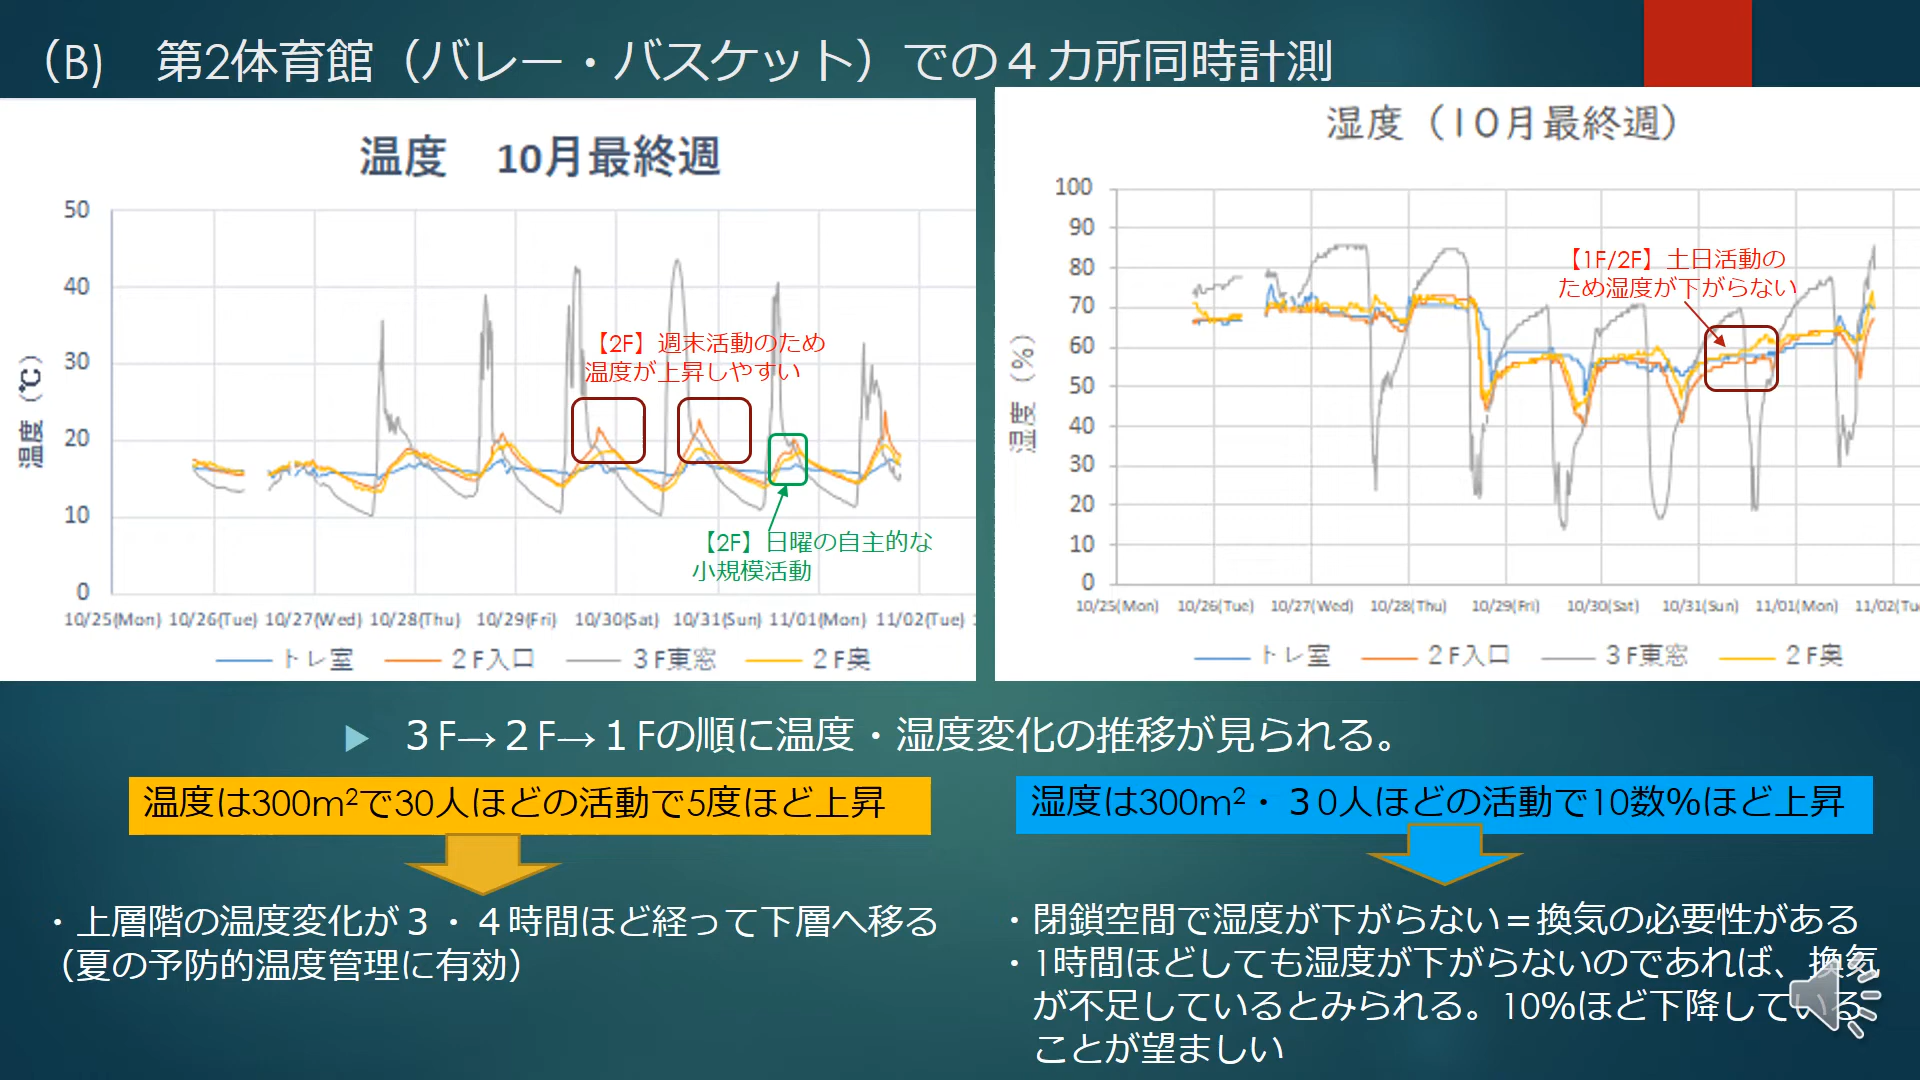 （B)　第2体育館（バレー・バスケット）での４カ所同時計測
温度　10月最終週
50
40
30
20
10
0
温度（℃）
【2F】週末活動のため
温度が上昇しやすい
【2F】日曜の自主的な
小規模活動
10/25(Mon) 10/26(Tue) 10/27(Wed) 10/28(Thu) 10/29(Fri) 10/30(Sat) 10/31(Sun) 11/01(Mon) 11/02(Tue)
トレ室 ２F入口 ３F東窓 ２F奥
湿度（10月最終週）
100
90
80
70
60
50
40
30
20
10
0
湿度（%）
【1F/2F】土日活動の
ため湿度が下がらない
10/25(Mon) 10/26(Tue) 10/27(Wed) 10/28(Thu) 10/29(Fri) 10/30(Sat) 10/31(Sun) 11/01(Mon) 11/02(Tu
トレ室 ２F入口 ３F東窓 ２F奥
３F→２F→１Fの順に温度・湿度変化の推移が見られる。
温度は300m²で30人ほどの活動で5度ほど上昇
湿度は300m²・３0人ほどの活動で10数%ほど上昇
・上層階の温度変化が３・４時間ほど経って下層へ移る
（夏の予防的温度管理に有効）
・閉鎖空間で湿度が下がらない＝換気の必要性がある
・1時間ほどしても湿度が下がらないのであれば、換気
が不足しているとみられる。10%ほど下降している
ことが望ましい